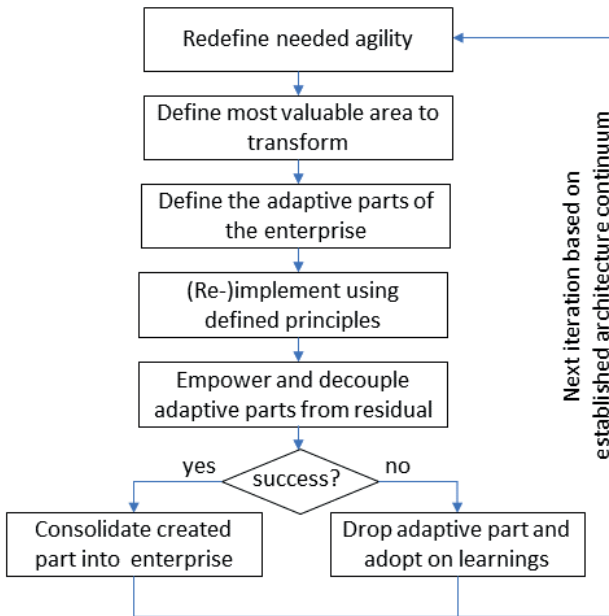 Redefine needed agility
Define most valuable area to
transform
Define the adaptive parts of
the enterprise
(Re-)implement using
defined principles
Empower and decouple
adaptive parts from residual
yes
success?
no
Consolidate created
part into enterprise
Drop adaptive part and
adopt on learnings
Next iteration based on
established architecture continuum